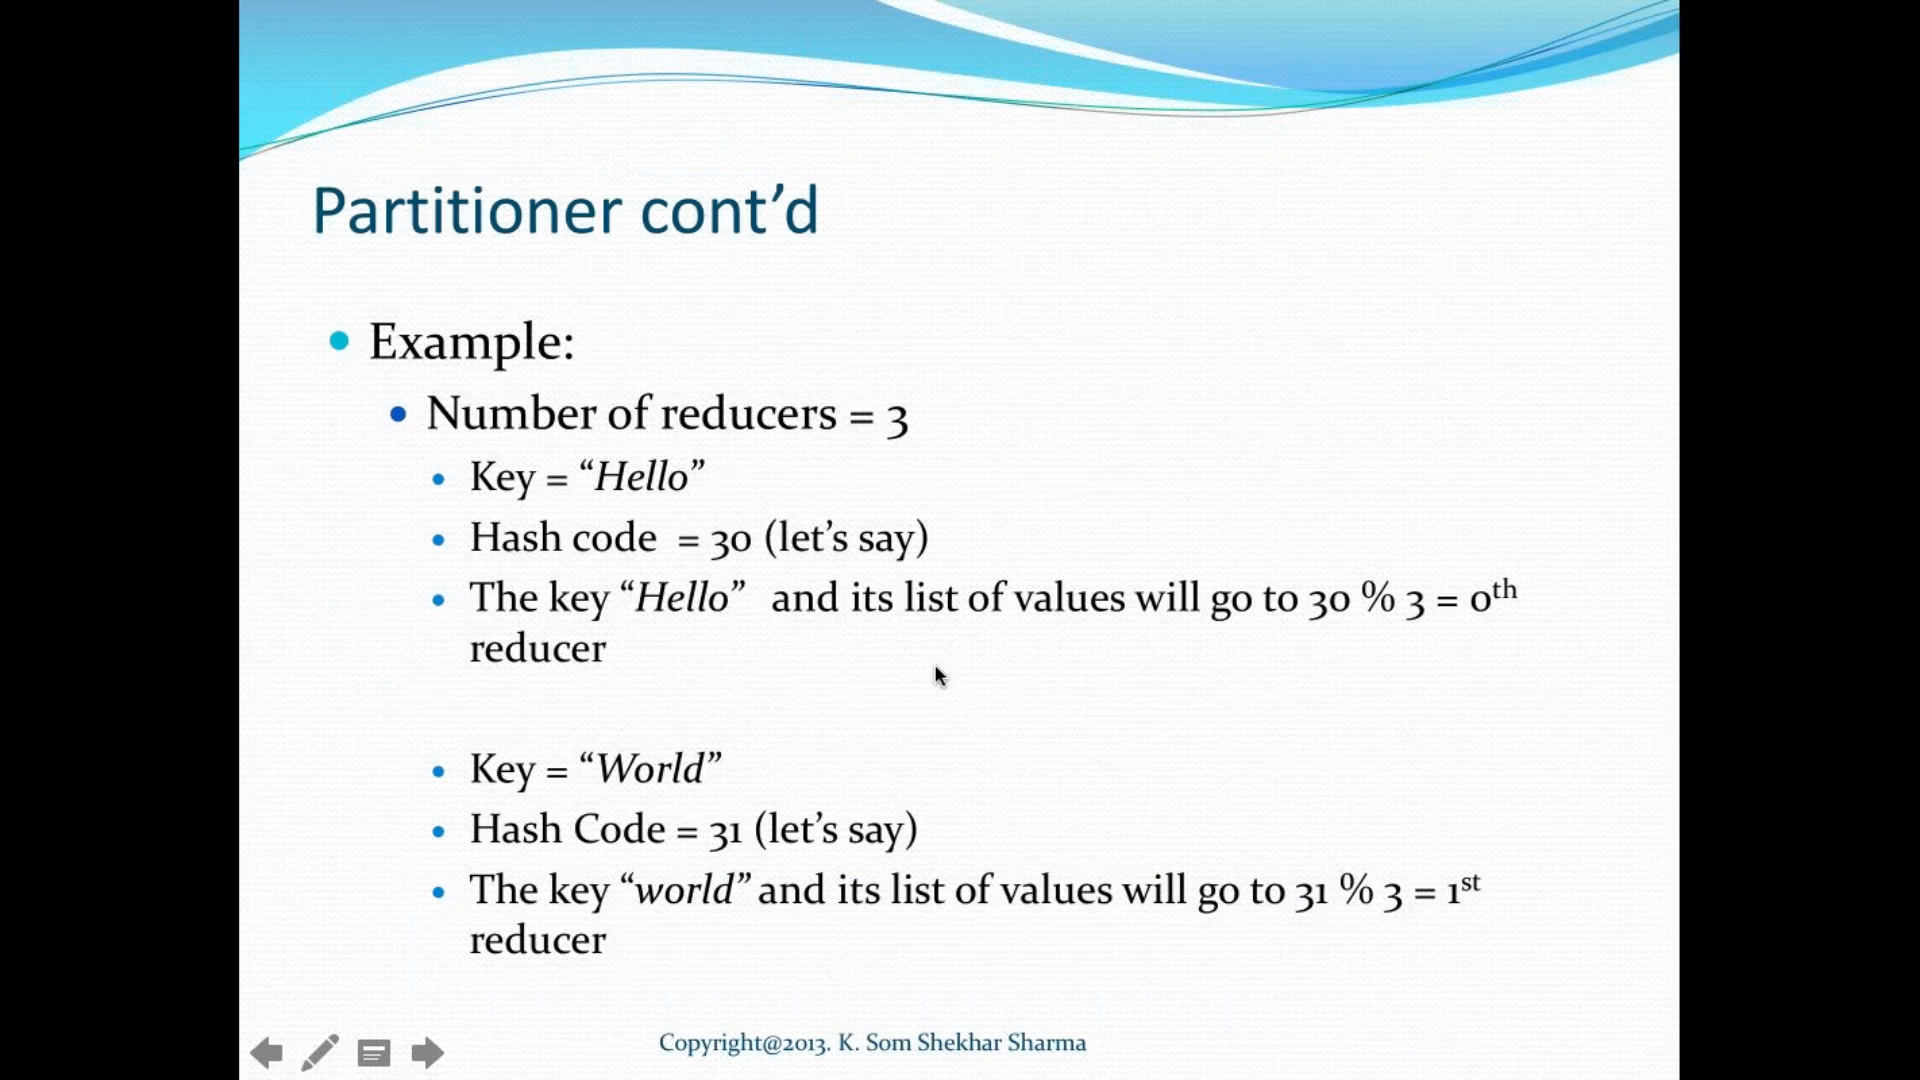 Partitioner cont’d
Example:
Number of reducers = 3
Key = “Hello”
Hash code  = 30 (let’s say)
The key “Hello”  and its list of values will go to 30 % 3 = 0th
reducer
Key = “World”
Hash Code = 31 (let’s say)
The key “world” and its list of values will go to 31 % 3 = 1st
reducer
Copyright@2013. K. Som Shekhar Sharma